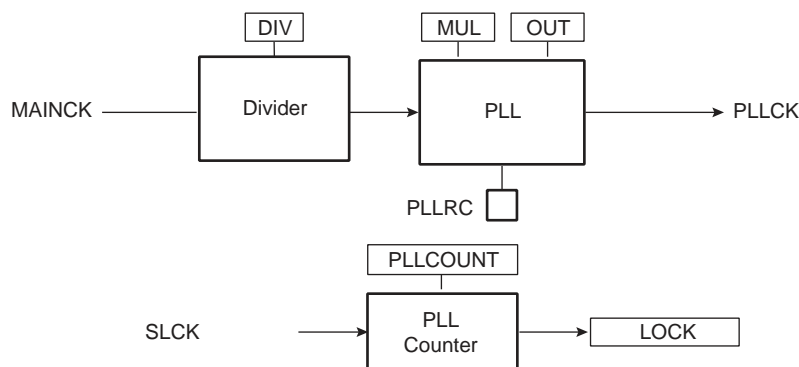 DIV
MUL
OUT
MAINCK
Divider
PLL
PLLCK
PLLRC
PLLCOUNT
SLCK
PLL
Counter
LOCK